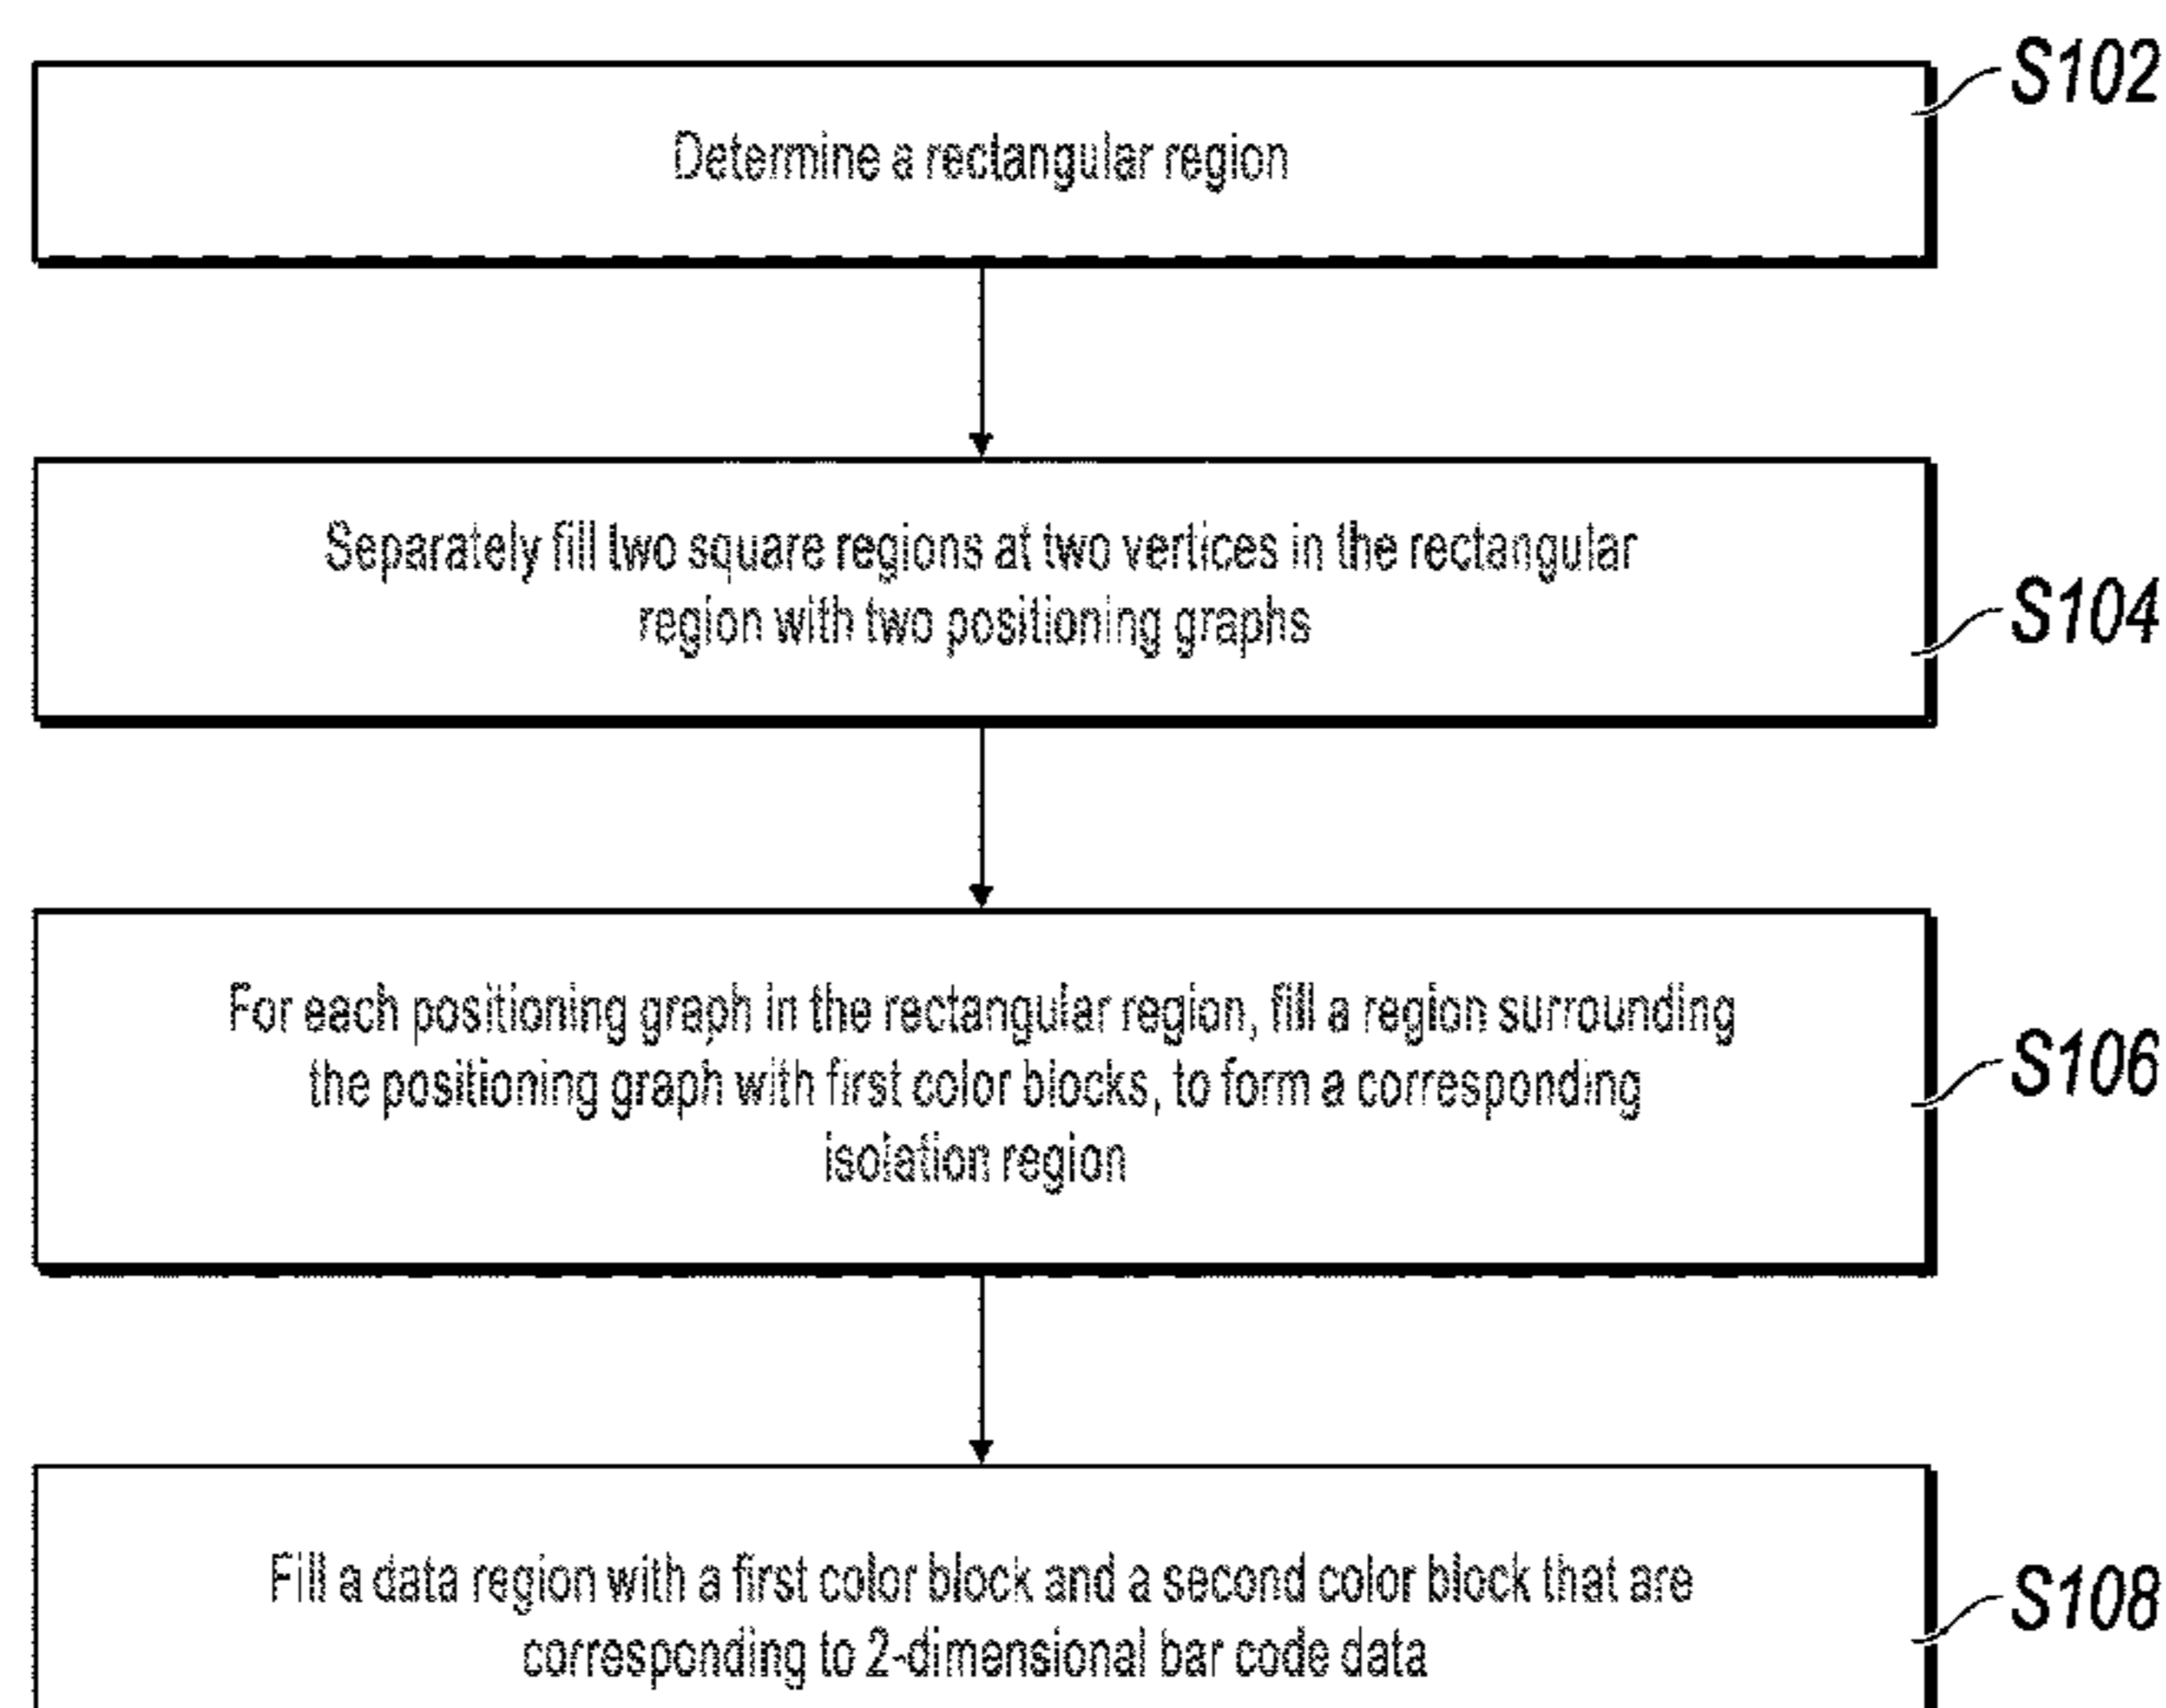 S102
Determine a rectangular region
Separately fill two square regions at two vertices in the rectangular
region with two positioning graphs
S104
For each positioning graph in the rectangular region, fill a region surrounding
the positioning graph with first color blocks, to form a corresponding
isolation region
S106
Fill a data region with a first color block and a second color block that are
corresponding to 2-dimensional bar code data
S108